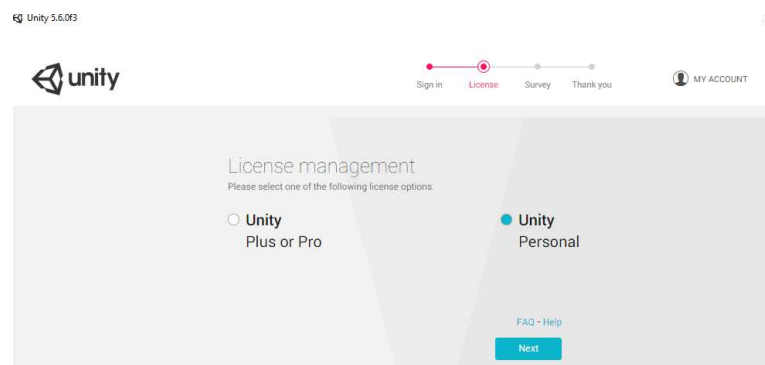 Unity 5.6.0f3
unity
Sign in License Survey Thank you
MY ACCOUNT
License management
Please select one of the following license options.
Unity
Plus or Pro
Unity
Personal
FAQ - Help
Next